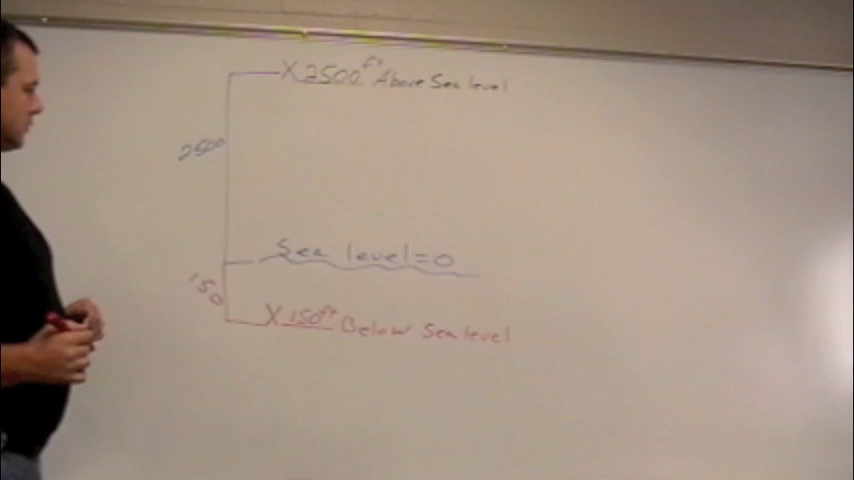 X 2500 ft Above Sea level
2500
Sea level=0
150
X 150 ft Below Sea level